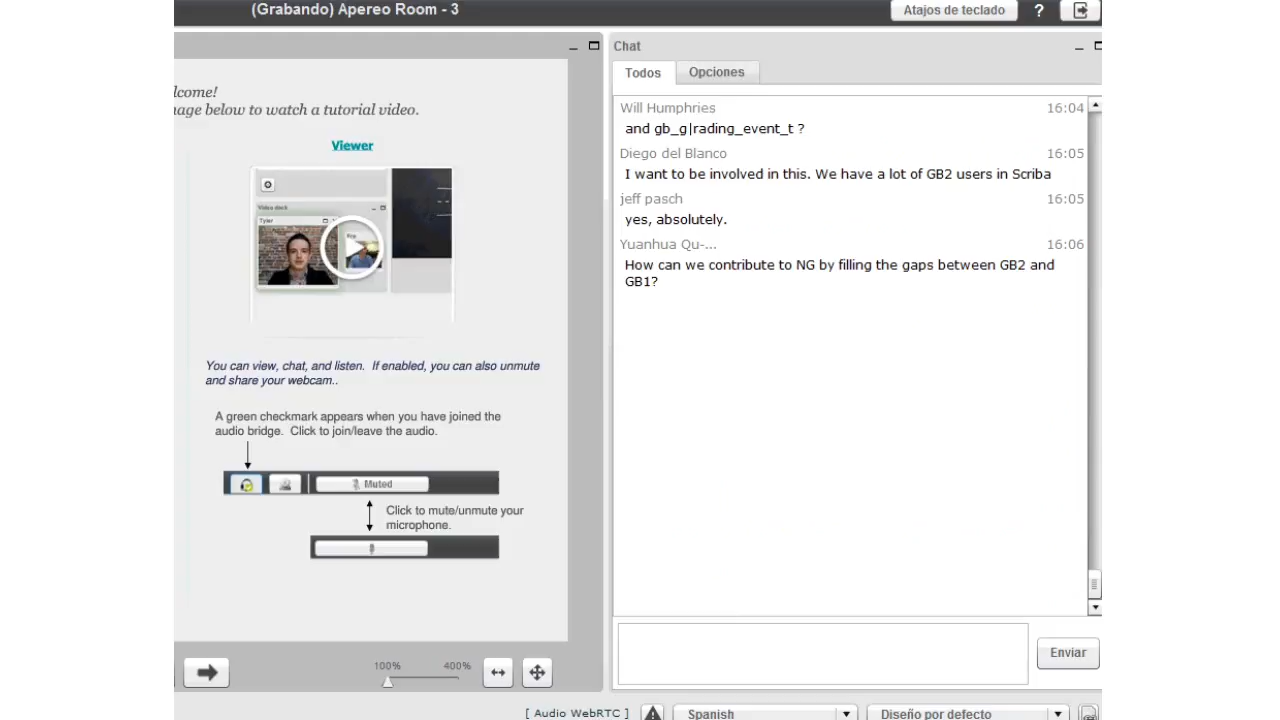 (Grabando) Apereo Room - 3
Atajos de teclado
?
lcome!
nage below to watch a tutorial video.
Viewer
Video dock
Tyler
You can view, chat, and listen. If enabled, you can also unmute
and share your webcam..
A green checkmark appears when you have joined the
audio bridge. Click to join/leave the audio.
Muted
Click to mute/unmute your
microphone.
100%
400%
Chat
Todos
Opciones
Will Humphries 16:04
and gb_g|rading_event_t ?
Diego del Blanco 16:05
I want to be involved in this. We have a lot of GB2 users in Scriba
jeff pasch 16:05
yes, absolutely.
Yuanhua Qu-... 16:06
How can we contribute to NG by filling the gaps between GB2 and
GB1?
Enviar
[ Audio WebRTC ]
Spanish
Diseño por defecto